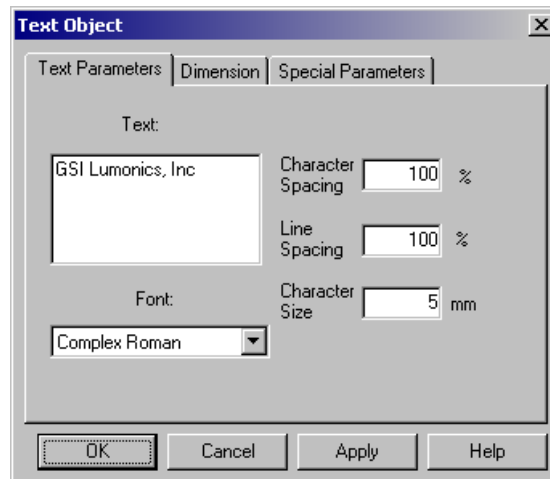 Text Object
Text Parameters Dimension Special Parameters
Text:
GSI Lumonics, Inc
Character
Spacing 100 %
Line
Spacing 100 %
Font:
Character
Size 5 mm
Complex Roman
OK Cancel Apply Help